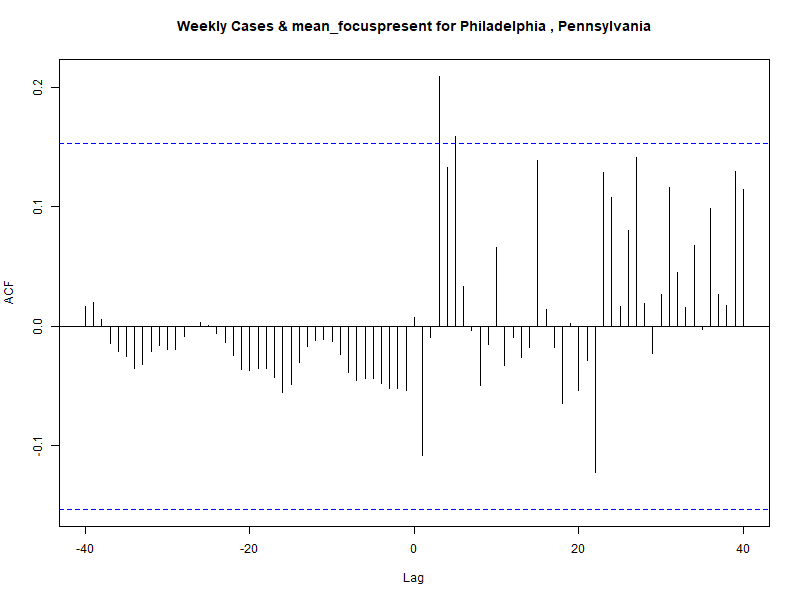 Weekly Cases & mean_focuspresent for Philadelphia , Pennsylvania
ACF
0.2
0.1
0.0
-0.1
-40 -20 0 20 40
Lag